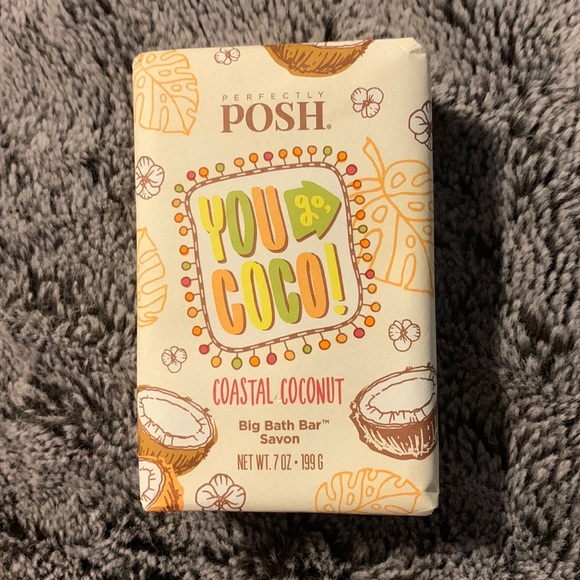 PERFECTLY
POSH®
YOU go,
COCO!
COASTAL COCONUT
Big Bath Bar™
Savon
NET WT. 7 OZ • 199 G